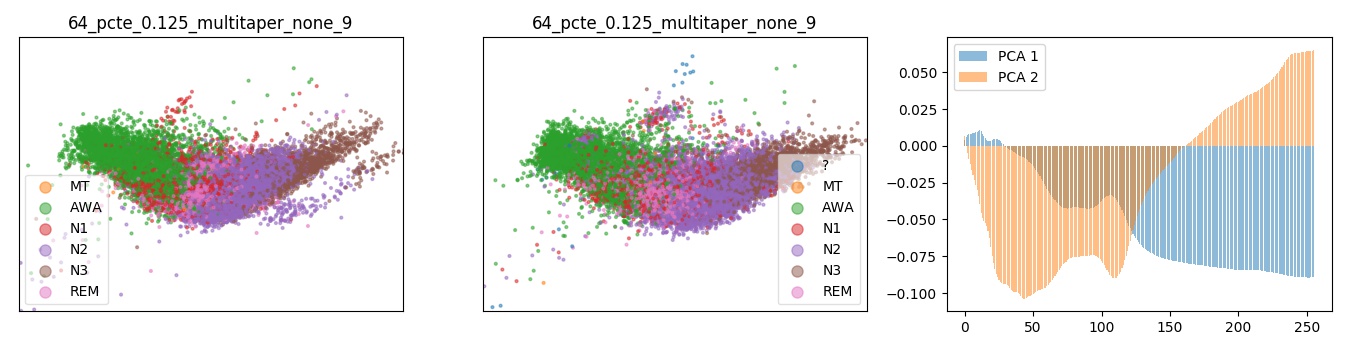 64_pcte_0.125_multitaper_none_9
MT
AWA
N1
N2
N3
REM
64_pcte_0.125_multitaper_none_9
?
MT
AWA
N1
N2
N3
REM
PCA 1
PCA 2
0.050
0.025
0.000
−0.025
−0.050
−0.075
−0.100
0
50
100
150
200
250